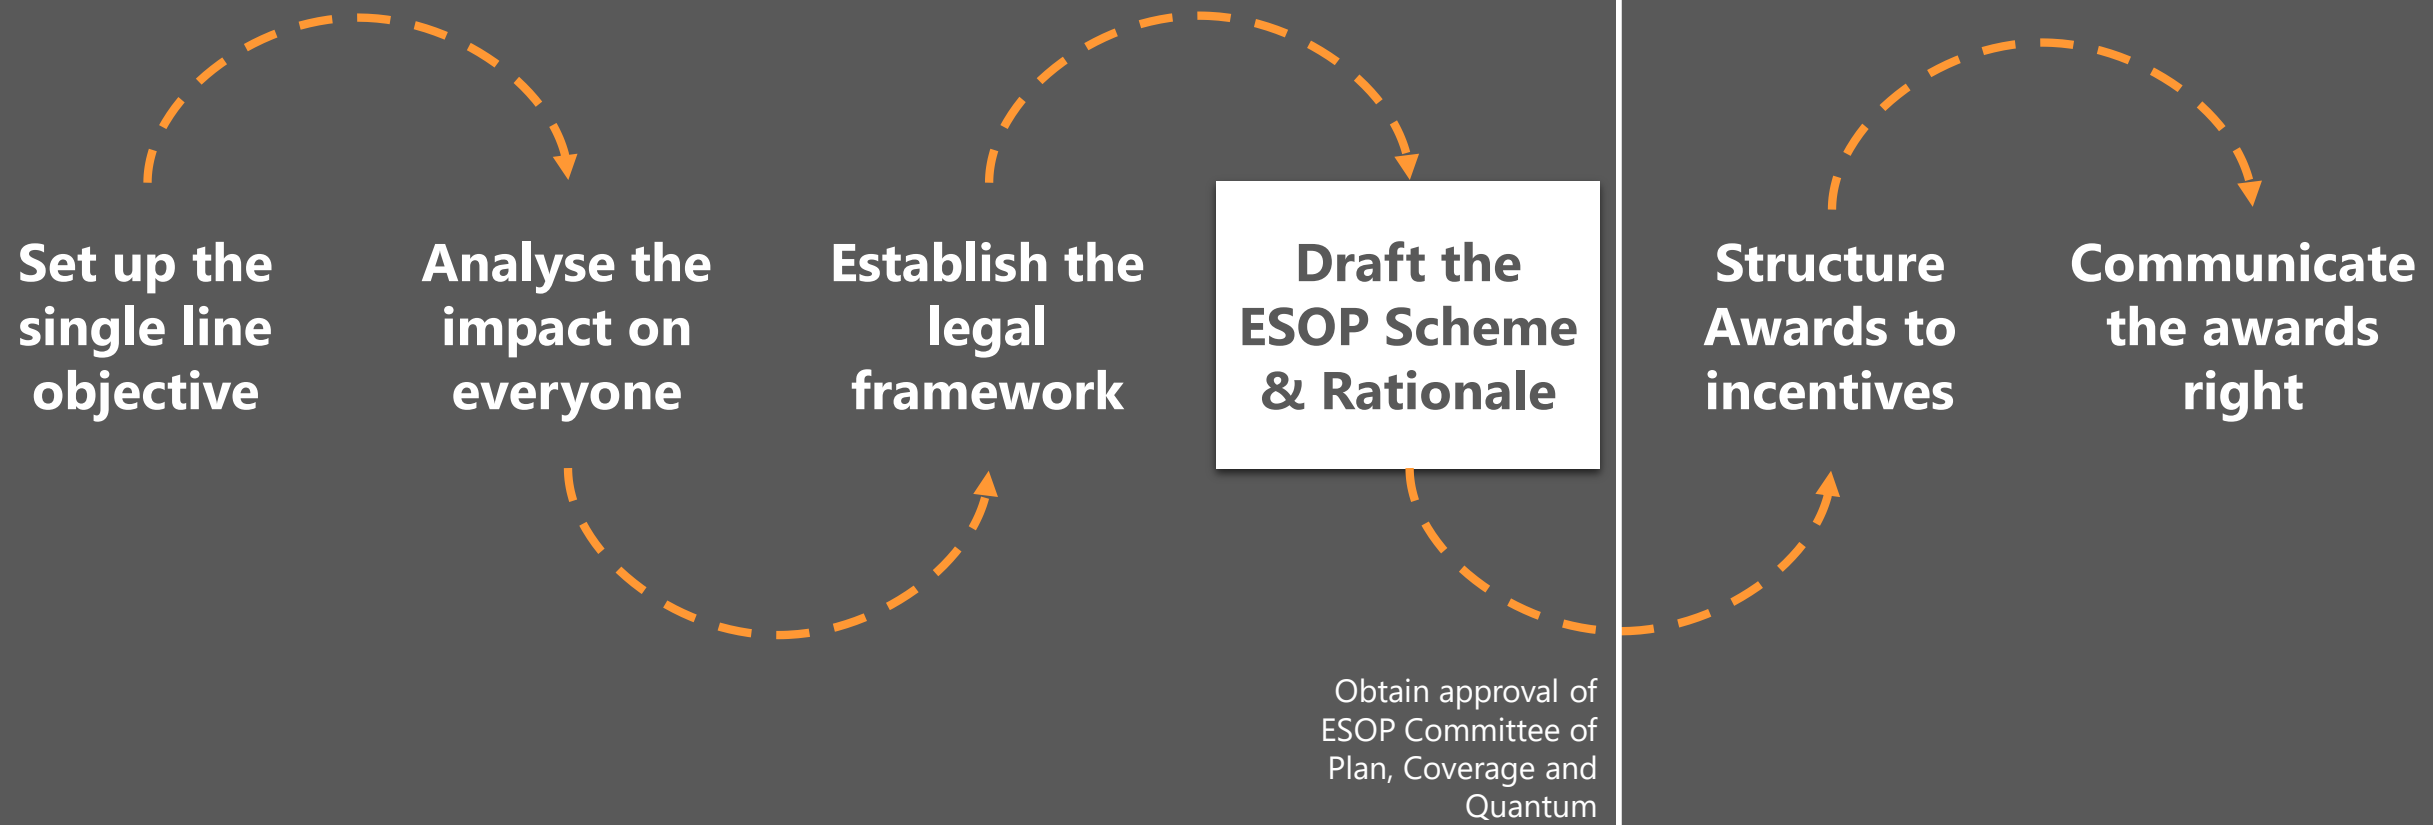 Set up the
single line
objective
Analyse the
impact on
everyone
Establish the
legal
framework
Draft the
ESOP Scheme
& Rationale
Structure
Awards to
incentives
Communicate
the awards
right
Obtain approval of
ESOP Committee of
Plan, Coverage and
Quantum